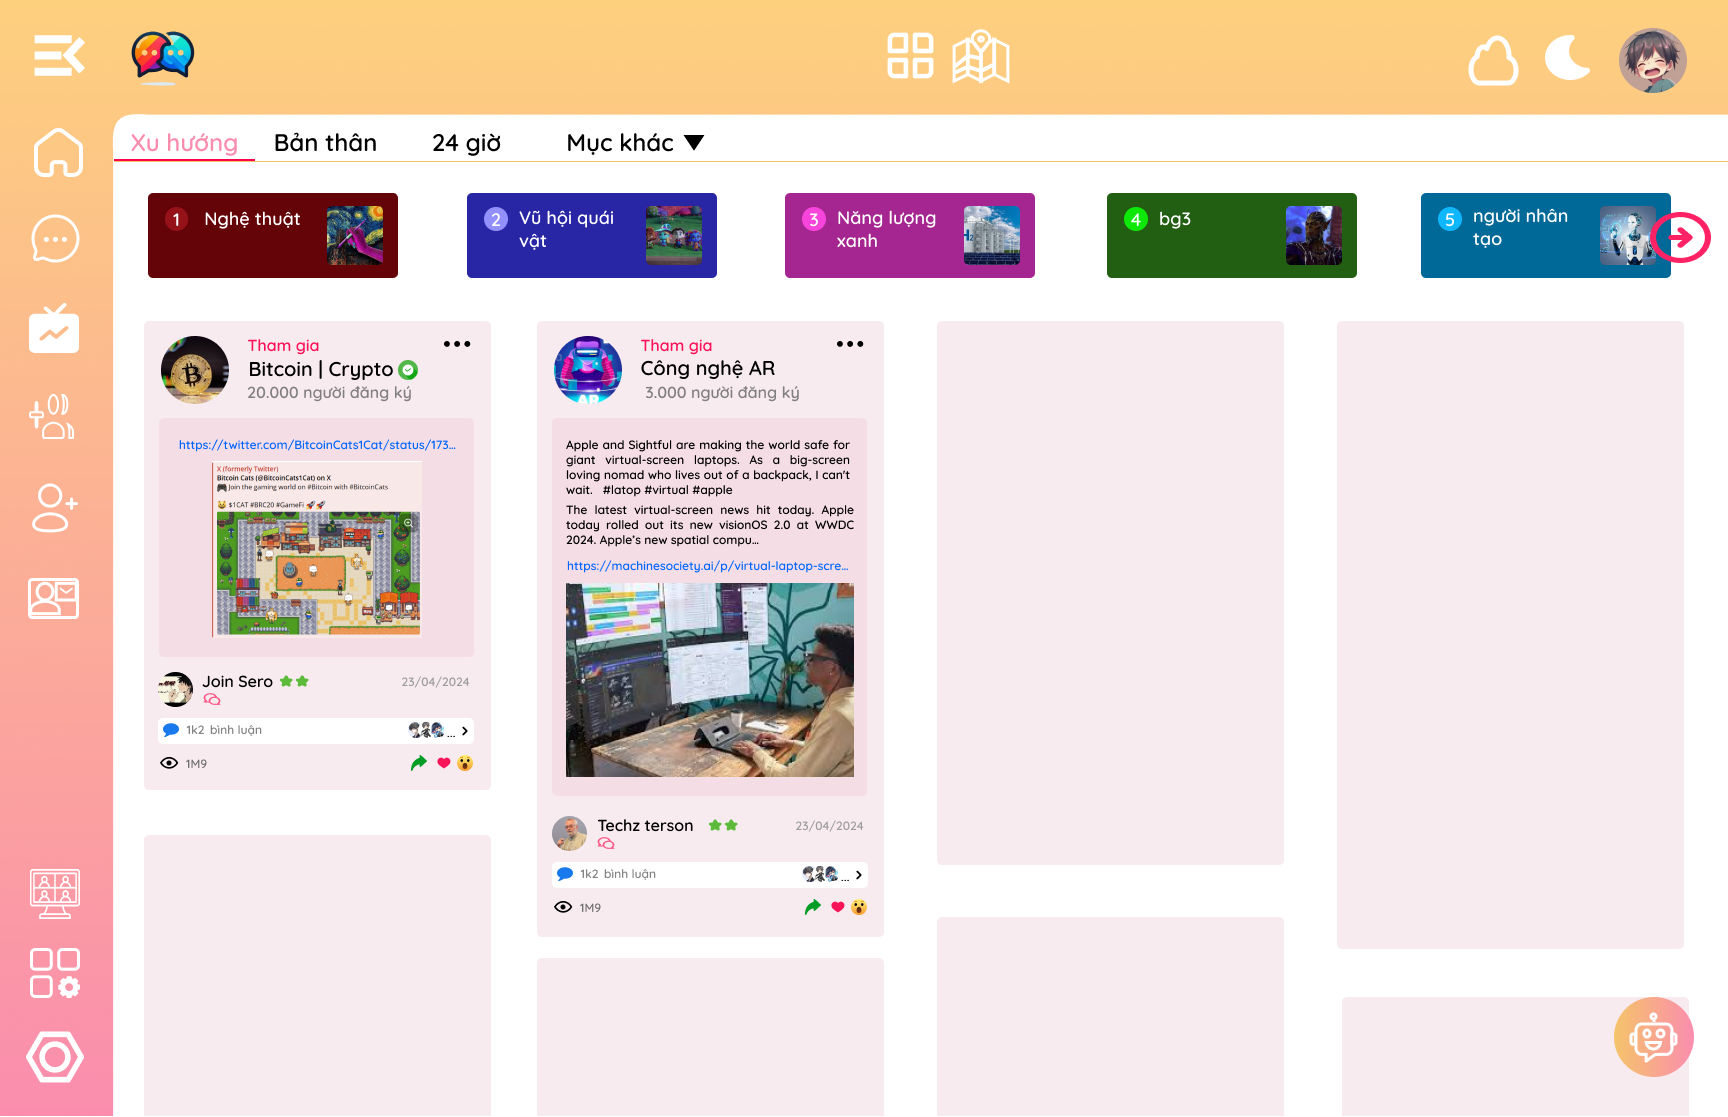 Xu hướng
Bản thân
24 giờ
Mục khác
1 Nghệ thuật
2 Vũ hội quái
vật
3 Năng lượng
xanh
4 bg3
5 người nhân
tạo
H₂
Tham gia
Bitcoin | Crypto
20.000 người đăng ký
https://twitter.com/BitcoinCats1Cat/status/173...
X (formerly Twitter)
Bitcoin Cats (@BitcoinCats1Cat) on X
🎮 Join the gaming world on #Bitcoin with #BitcoinCats
😺 $1CAT #BRC20 #GameFi 🚀🚀
Join Sero
23/04/2024
1k2 bình luận
...
1M9
Tham gia
Công nghệ AR
3.000 người đăng ký
AR
Apple and Sightful are making the world safe for
giant virtual-screen laptops. As a big-screen
loving nomad who lives out of a backpack, I can't
wait. #latop #virtual #apple
The latest virtual-screen news hit today. Apple
today rolled out its new visionOS 2.0 at WWDC
2024. Apple's new spatial compu...
https://machinesociety.ai/p/virtual-laptop-scre...
Techz terson
23/04/2024
1k2 bình luận
...
1M9